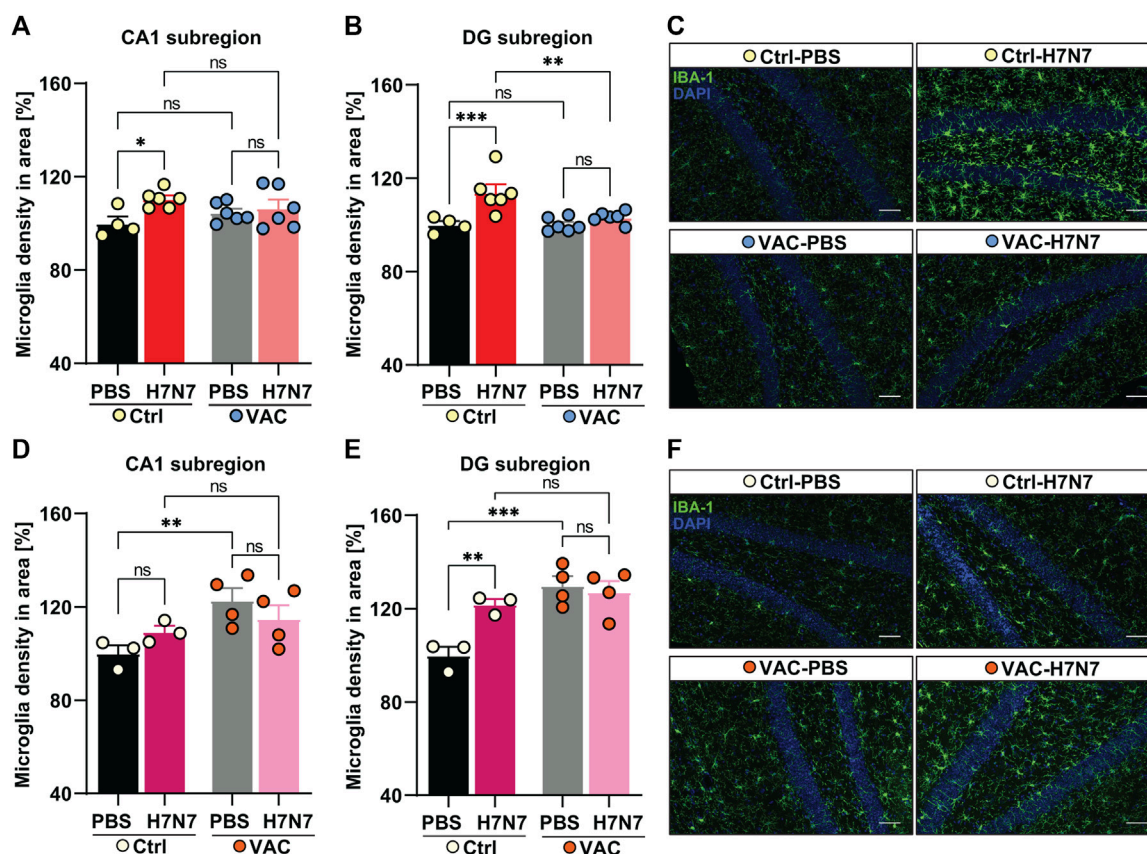 A
CA1 subregion
Microglia density in area [%]
160
120
80
40
ns
ns
*
ns
PBS H7N7 PBS H7N7
Ctrl VAC
B
DG subregion
Microglia density in area [%]
160
120
80
40
**
ns
***
ns
PBS H7N7 PBS H7N7
Ctrl VAC
C
Ctrl-PBS Ctrl-H7N7
IBA-1
DAPI
VAC-PBS VAC-H7N7
D
CA1 subregion
Microglia density in area [%]
160
120
80
40
ns
**
ns
ns
PBS H7N7 PBS H7N7
Ctrl VAC
E
DG subregion
Microglia density in area [%]
160
120
80
40
ns
***
**
ns
PBS H7N7 PBS H7N7
Ctrl VAC
F
Ctrl-PBS Ctrl-H7N7
IBA-1
DAPI
VAC-PBS VAC-H7N7